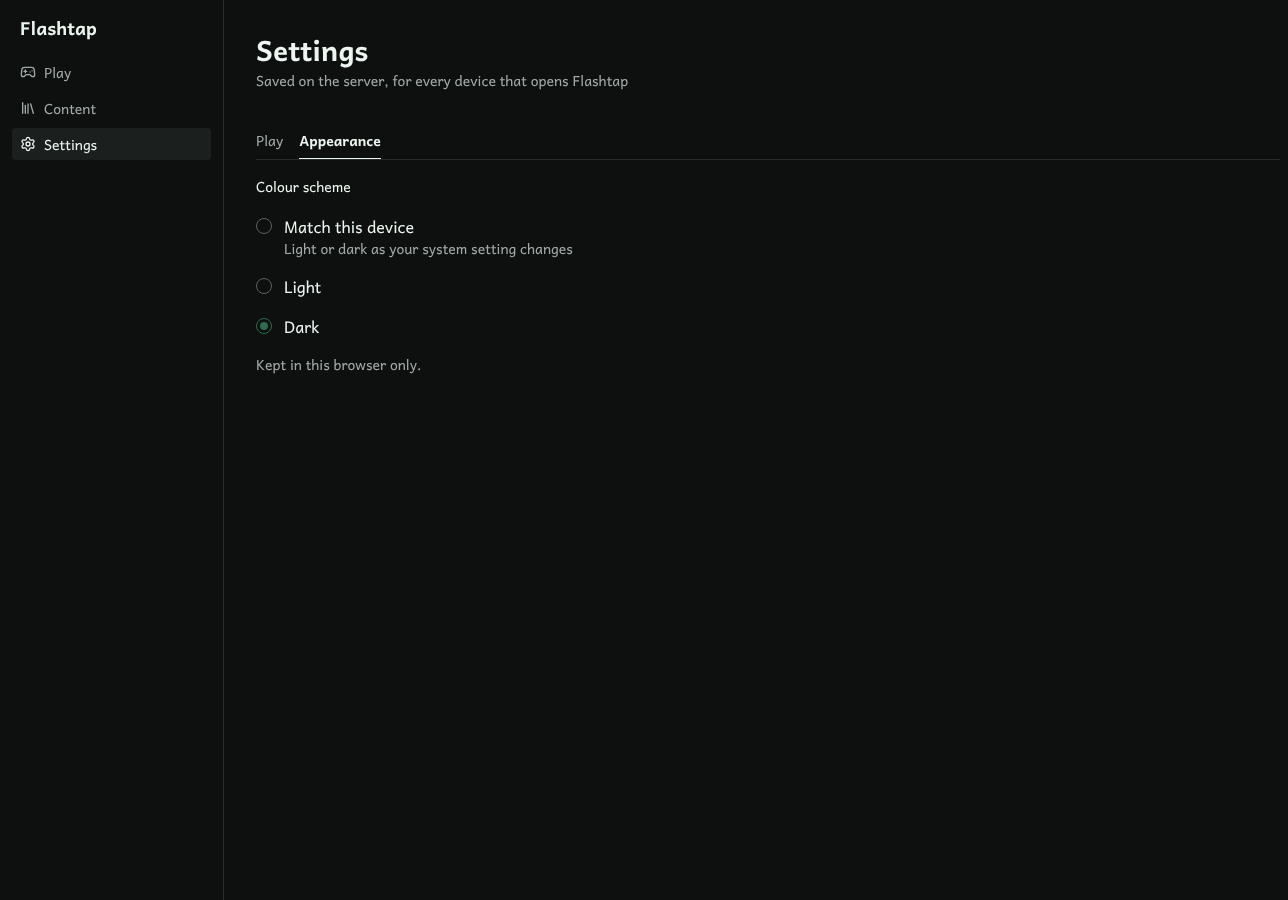 Flashtap
Play
Content
Settings
Settings
Saved on the server, for every device that opens Flashtap
Play
Appearance
Colour scheme
Match this device
Light or dark as your system setting changes
Light
Dark
Kept in this browser only.